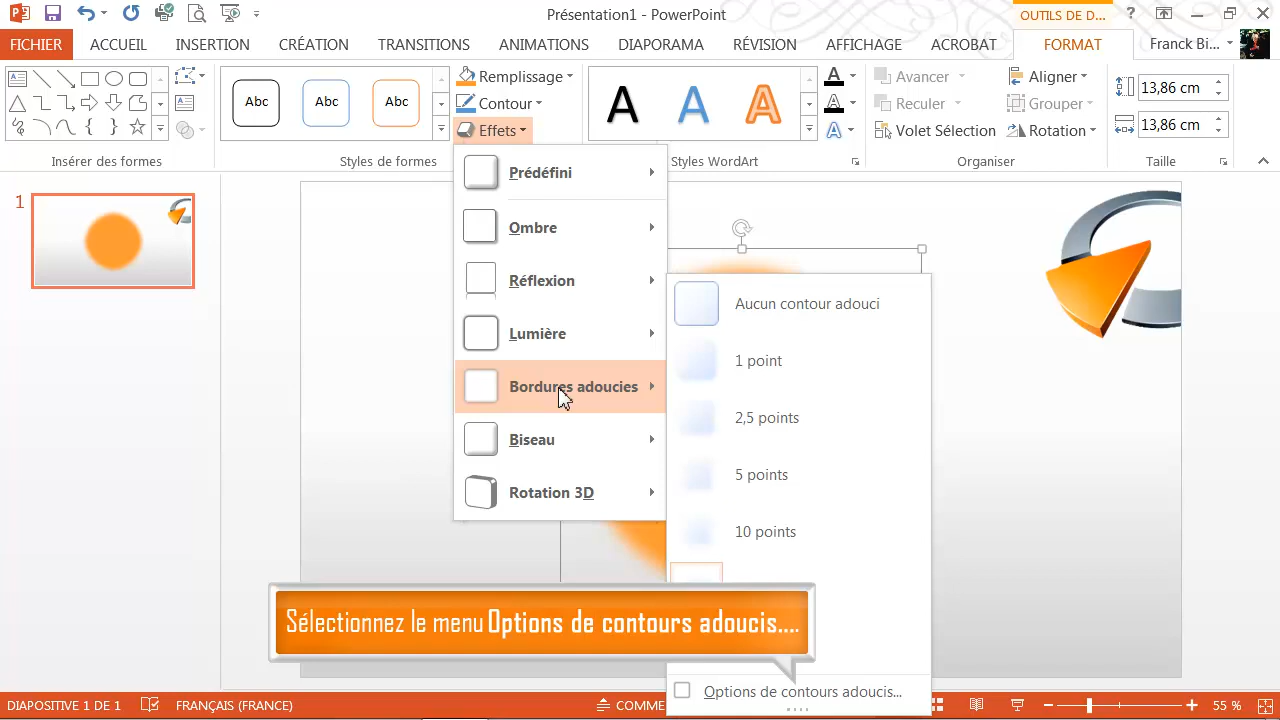 Présentation1 - PowerPoint
OUTILS DE D...
?
FICHIER
ACCUEIL
INSERTION
CRÉATION
TRANSITIONS
ANIMATIONS
DIAPORAMA
RÉVISION
AFFICHAGE
ACROBAT
FORMAT
Franck Bi...
Abc
Abc
Abc
Remplissage
Contour
Effets
A
A
A
A
A
A
Avancer
Reculer
Volet Sélection
Aligner
Grouper
Rotation
13,86 cm
13,86 cm
Insérer des formes
Styles de formes
Styles WordArt
Organiser
Taille
1
Prédéfini
Ombre
Réflexion
Lumière
Bordures adoucies
Biseau
Rotation 3D
Aucun contour adouci
1 point
2,5 points
5 points
10 points
Sélectionnez le menu Options de contours adoucis....
Options de contours adoucis...
DIAPOSITIVE 1 DE 1
FRANÇAIS (FRANCE)
COMME
55 %